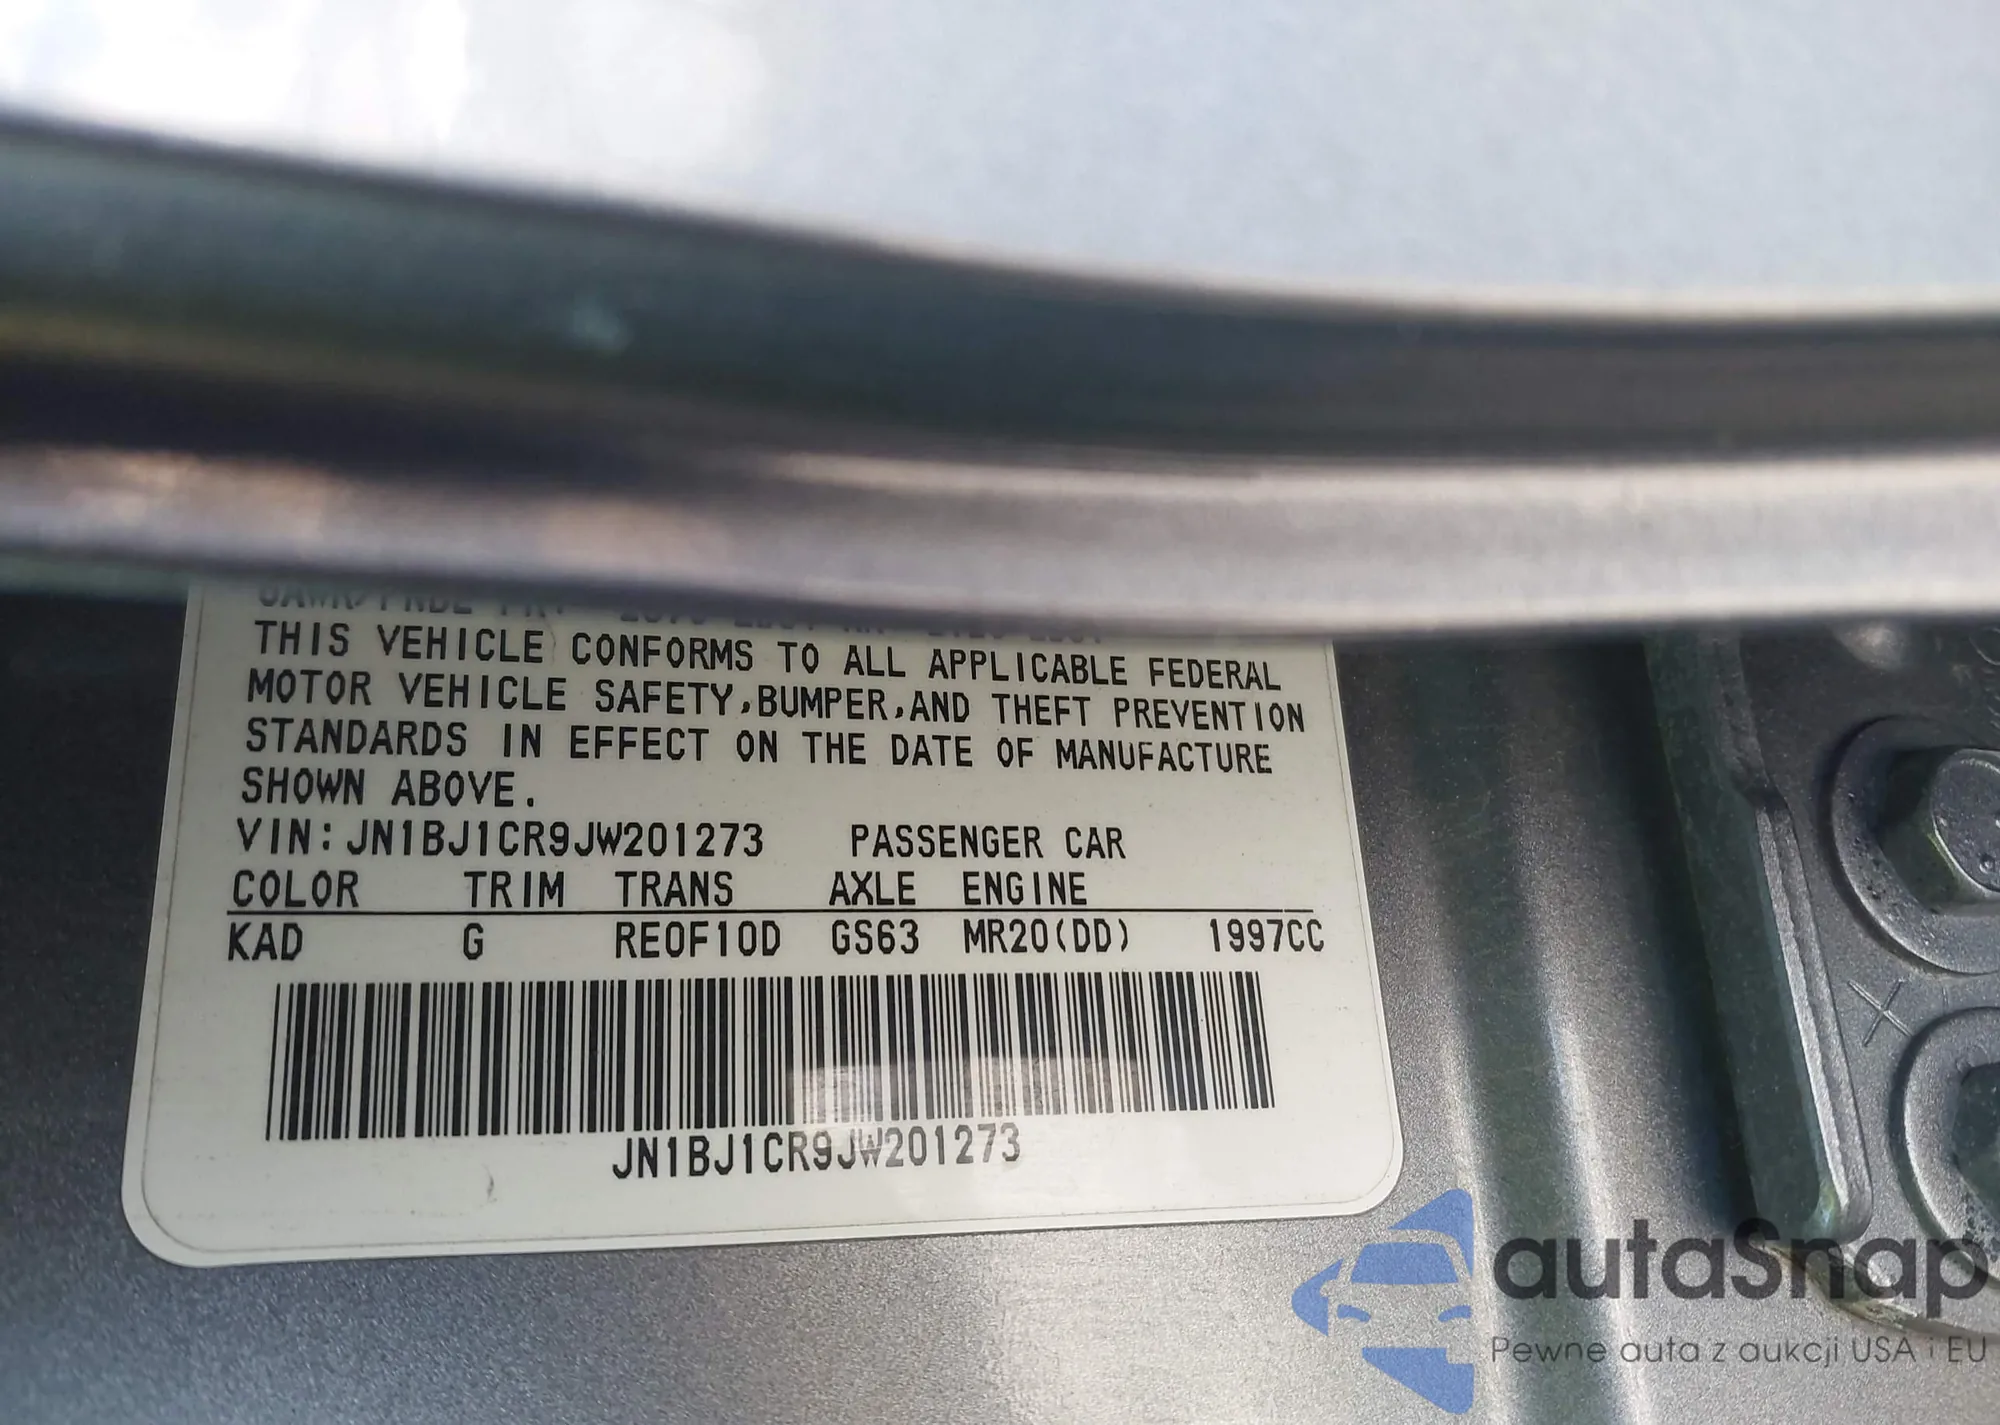 THIS VEHICLE CONFORMS TO ALL APPLICABLE FEDERAL
MOTOR VEHICLE SAFETY,BUMPER,AND THEFT PREVENTION
STANDARDS IN EFFECT ON THE DATE OF MANUFACTURE
SHOWN ABOVE.
VIN:JN1BJ1CR9JW201273 PASSENGER CAR
COLOR TRIM TRANS AXLE ENGINE
KAD G RE0F10D GS63 MR20(DD) 1997CC
JN1BJ1CR9JW201273
autaSnap
Pewne auta z aukcji USA i EU